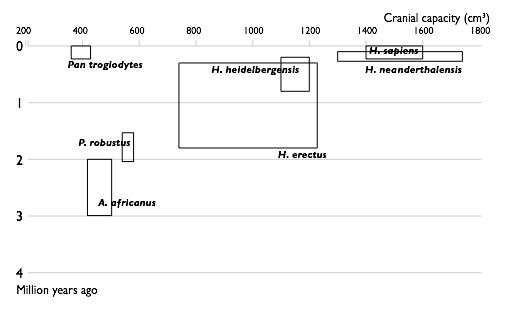 Cranial capacity (cm³)
200 400 600 800 1000 1200 1400 1600 1800
0
H. sapiens
Pan troglodytes
H. heidelbergensis
H. neanderthalensis
1
P. robustus
H. erectus
2
A. africanus
3
4
Million years ago